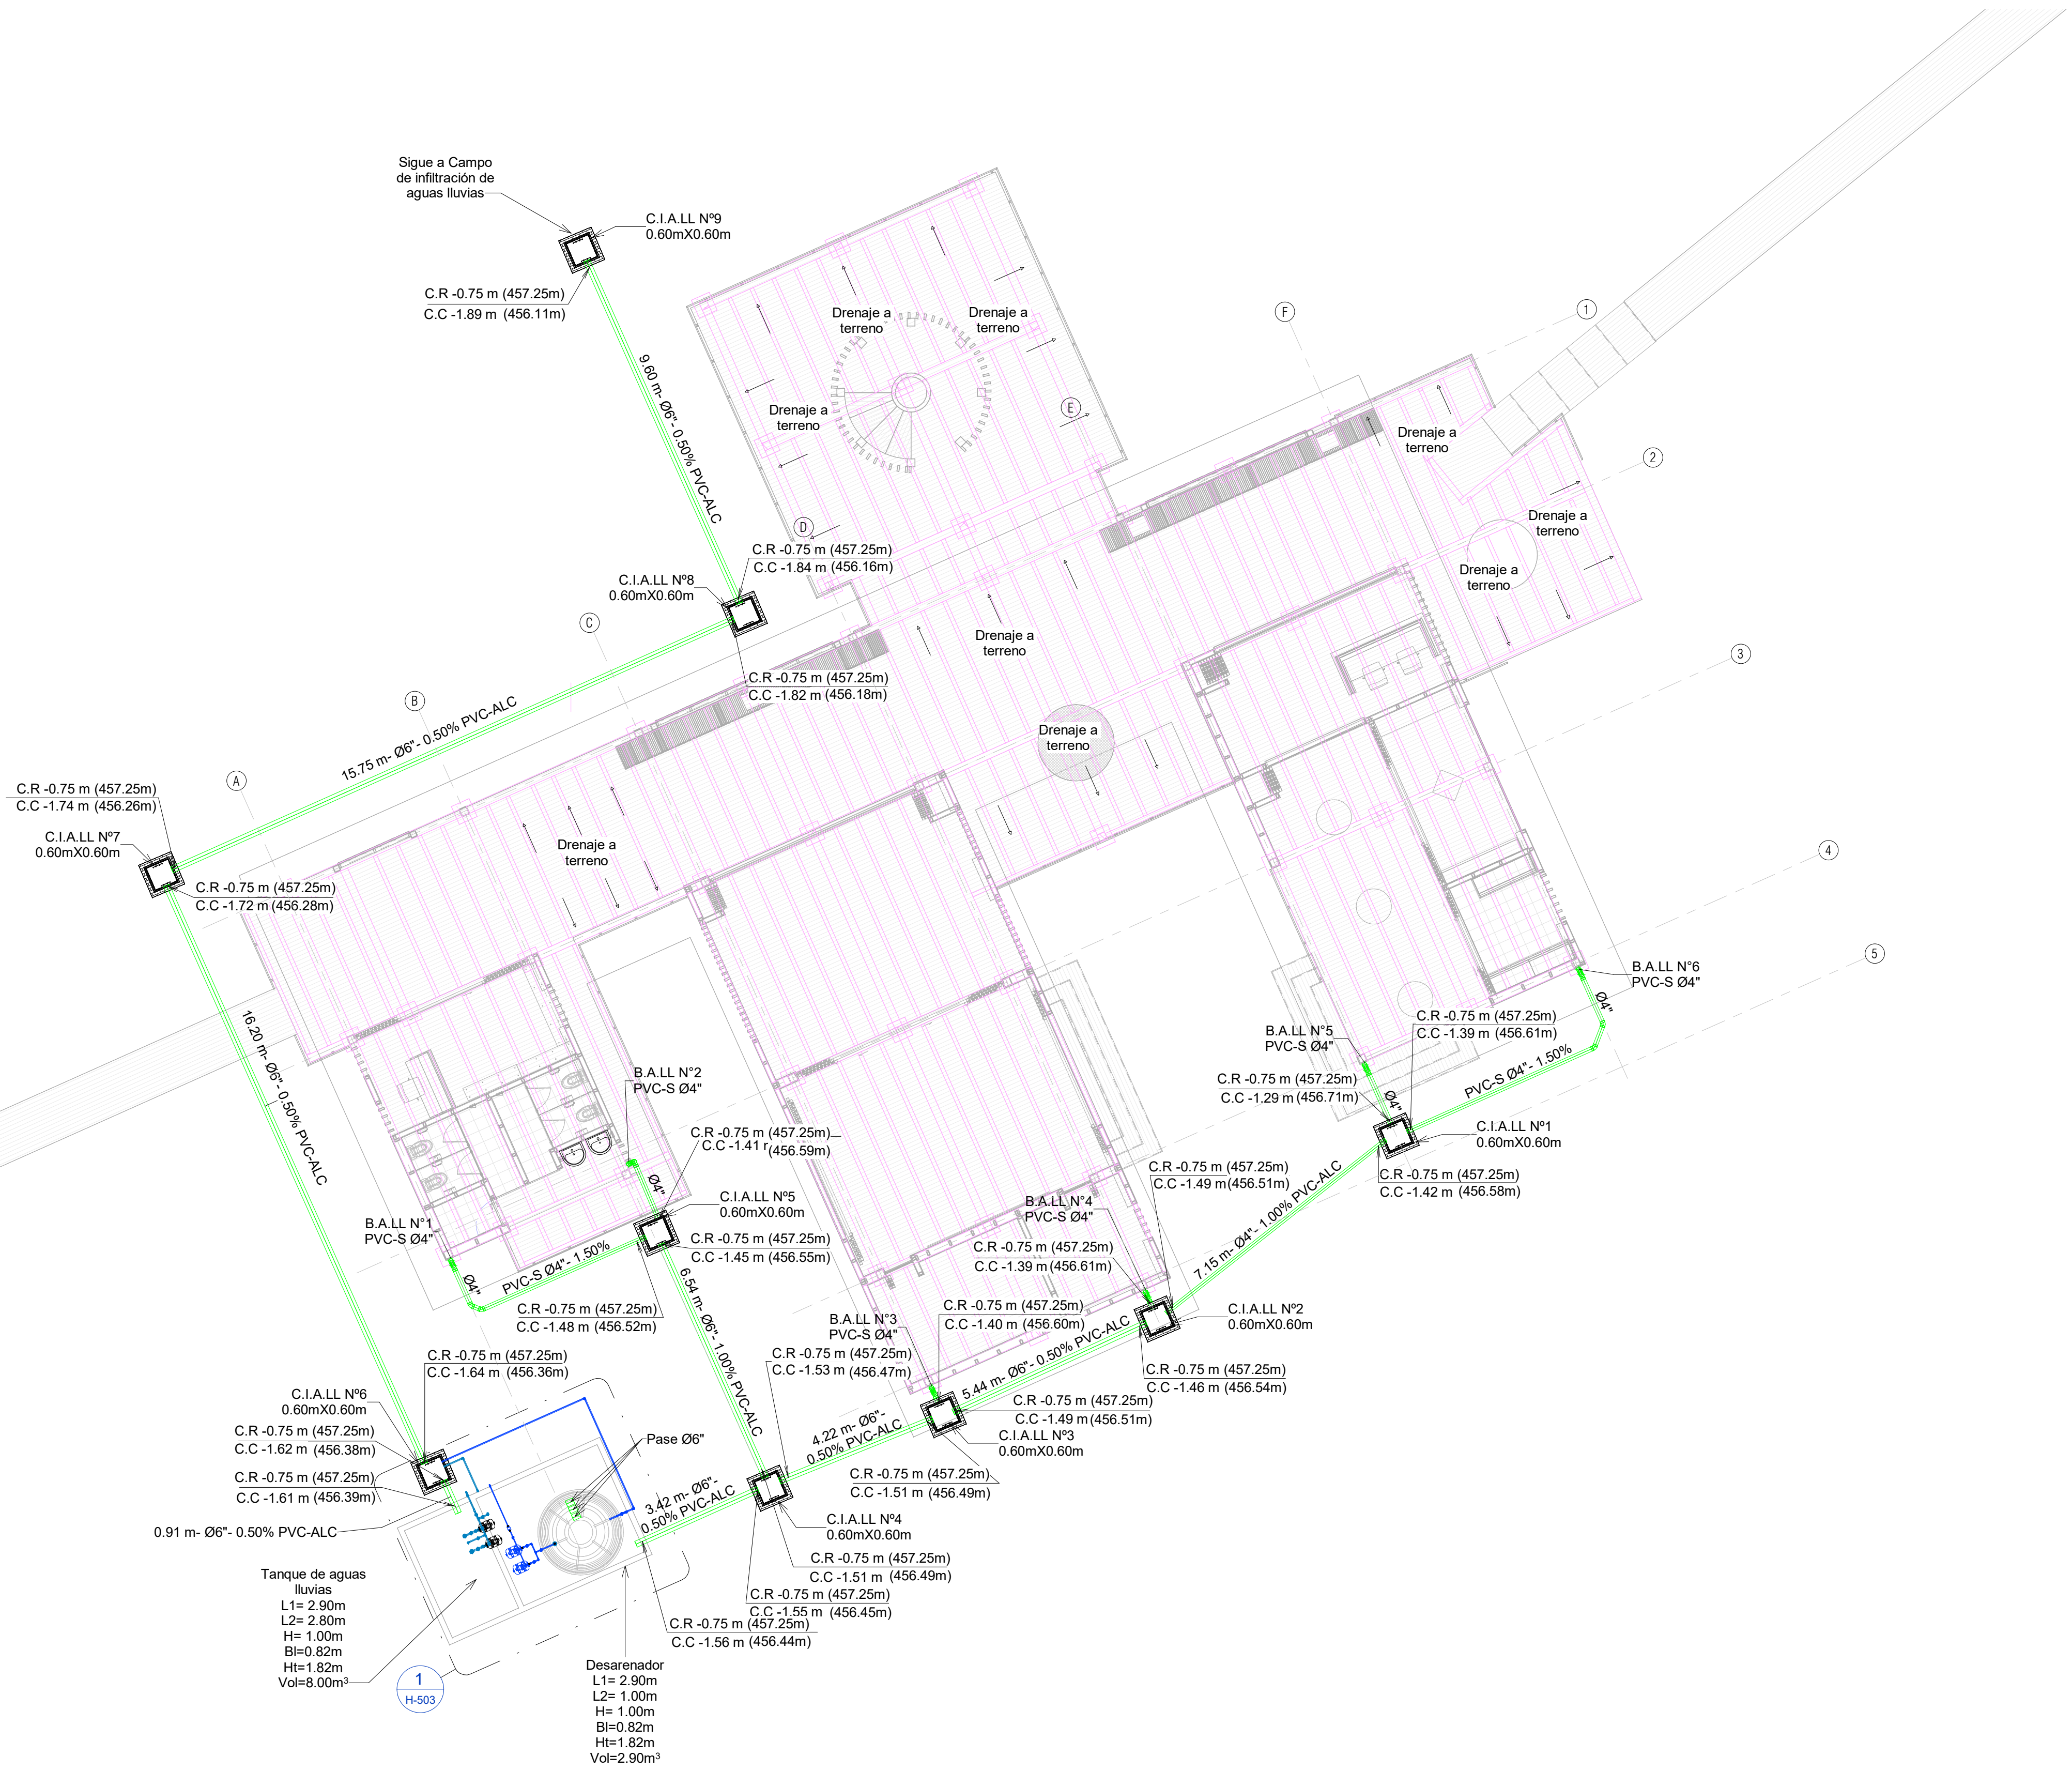 Sigue a Campo
de infiltración de
aguas lluvias
C.I.A.LL Nº9
0.60mX0.60m
C.R -0.75 m (457.25m)
C.C -1.89 m (456.11m)
9.60 m- Ø6"- 0.50% PVC-ALC
Drenaje a
terreno
Drenaje a
terreno
Drenaje a
terreno
F
1
E
Drenaje a
terreno
2
D
Drenaje a
terreno
C.R -0.75 m (457.25m)
C.C -1.84 m (456.16m)
C.I.A.LL Nº8
0.60mX0.60m
Drenaje a
terreno
C
Drenaje a
terreno
3
C.R -0.75 m (457.25m)
C.C -1.82 m (456.18m)
B
15.75 m- Ø6"- 0.50% PVC-ALC
Drenaje a
terreno
A
C.R -0.75 m (457.25m)
C.C -1.74 m (456.26m)
C.I.A.LL Nº7
0.60mX0.60m
Drenaje a
terreno
4
C.R -0.75 m (457.25m)
C.C -1.72 m (456.28m)
5
16.20 m- Ø6"- 0.50% PVC-ALC
B.A.LL N°6
PVC-S Ø4"
Ø4"
C.R -0.75 m (457.25m)
C.C -1.39 m (456.61m)
B.A.LL N°5
PVC-S Ø4"
PVC-S Ø4"- 1.50%
C.R -0.75 m (457.25m)
C.C -1.29 m (456.71m)
Ø4"
C.I.A.LL Nº1
0.60mX0.60m
B.A.LL N°2
PVC-S Ø4"
C.R -0.75 m (457.25m)
C.C -1.41 r (456.59m)
Ø4"
C.I.A.LL Nº5
0.60mX0.60m
C.R -0.75 m (457.25m)
C.C -1.49 m (456.51m)
C.R -0.75 m (457.25m)
C.C -1.42 m (456.58m)
B.A.LL N°4
PVC-S Ø4"
7.15 m- Ø4"- 1.00% PVC-ALC
B.A.LL N°1
PVC-S Ø4"
C.R -0.75 m (457.25m)
C.C -1.45 m (456.55m)
C.R -0.75 m (457.25m)
C.C -1.39 m (456.61m)
Ø4"
PVC-S Ø4"- 1.50%
C.R -0.75 m (457.25m)
C.C -1.48 m (456.52m)
6.54 m- Ø6"- 1.00% PVC-ALC
C.R -0.75 m (457.25m)
C.C -1.40 m (456.60m)
C.I.A.LL Nº2
0.60mX0.60m
B.A.LL N°3
PVC-S Ø4"
5.44 m- Ø6"- 0.50% PVC-ALC
C.R -0.75 m (457.25m)
C.C -1.53 m (456.47m)
C.R -0.75 m (457.25m)
C.C -1.46 m (456.54m)
C.R -0.75 m (457.25m)
C.C -1.64 m (456.36m)
C.I.A.LL Nº6
0.60mX0.60m
C.R -0.75 m (457.25m)
C.C -1.49 m (456.51m)
C.R -0.75 m (457.25m)
C.C -1.62 m (456.38m)
Pase Ø6"
4.22 m- Ø6"-
0.50% PVC-ALC
C.I.A.LL Nº3
0.60mX0.60m
C.R -0.75 m (457.25m)
C.C -1.61 m (456.39m)
C.R -0.75 m (457.25m)
C.C -1.51 m (456.49m)
3.42 m- Ø6"-
0.50% PVC-ALC
0.91 m- Ø6"- 0.50% PVC-ALC
C.I.A.LL Nº4
0.60mX0.60m
C.R -0.75 m (457.25m)
C.C -1.51 m (456.49m)
C.R -0.75 m (457.25m)
C.C -1.55 m (456.45m)
C.R -0.75 m (457.25m)
C.C -1.56 m (456.44m)
Tanque de aguas
lluvias
L1= 2.90m
L2= 2.80m
H= 1.00m
Bl=0.82m
Ht=1.82m
Vol=8.00m³
1
H-503
Desarenador
L1= 2.90m
L2= 1.00m
H= 1.00m
Bl=0.82m
Ht=1.82m
Vol=2.90m³